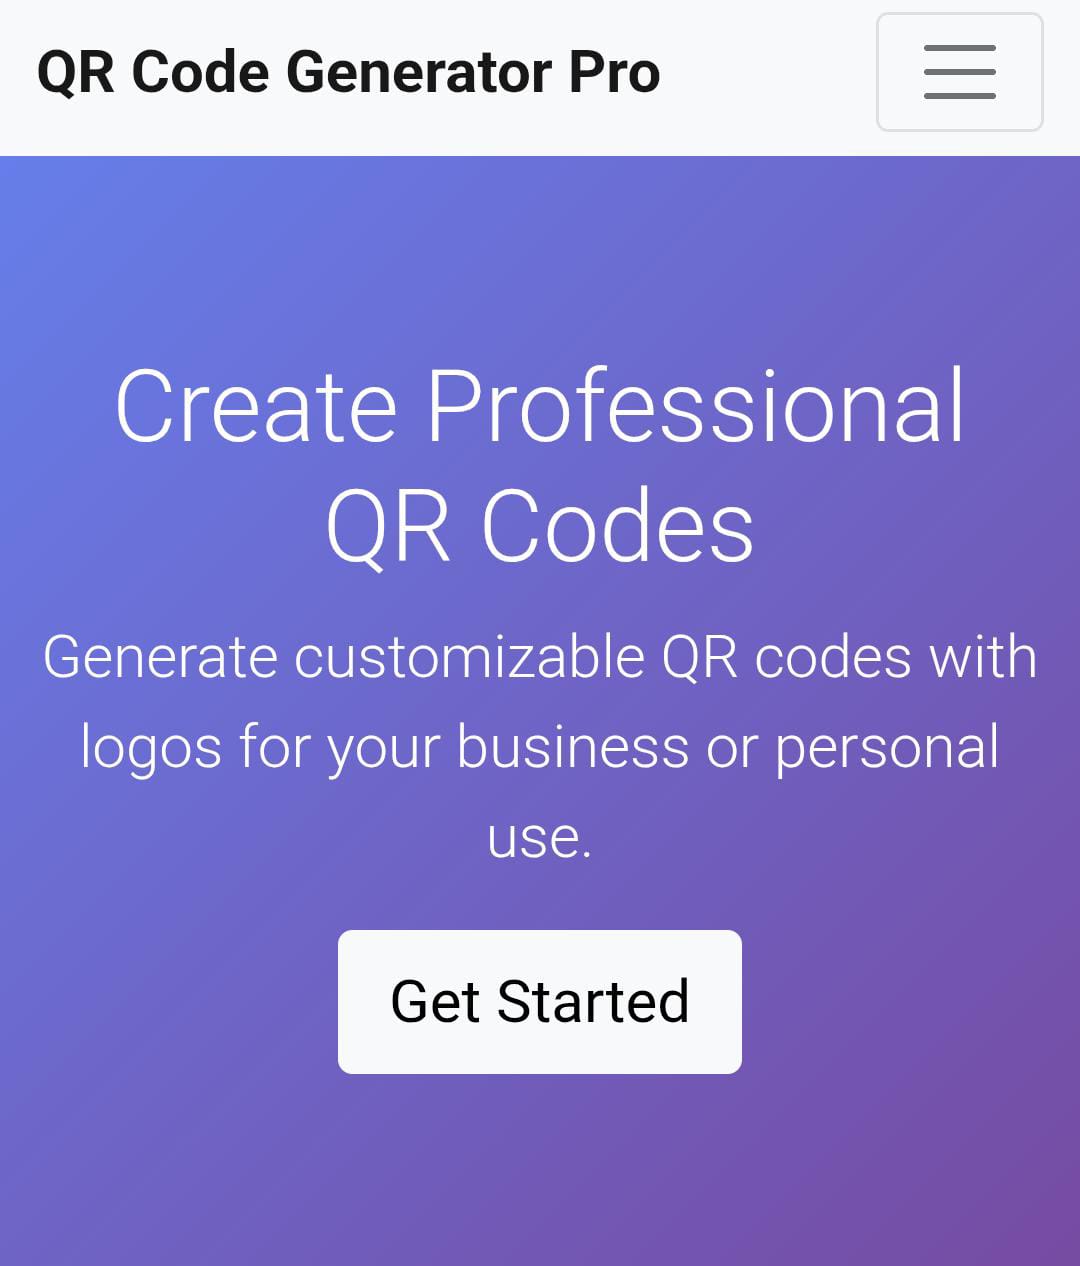 QR Code Generator Pro
Create Professional
QR Codes
Generate customizable QR codes with
logos for your business or personal
use.
Get Started